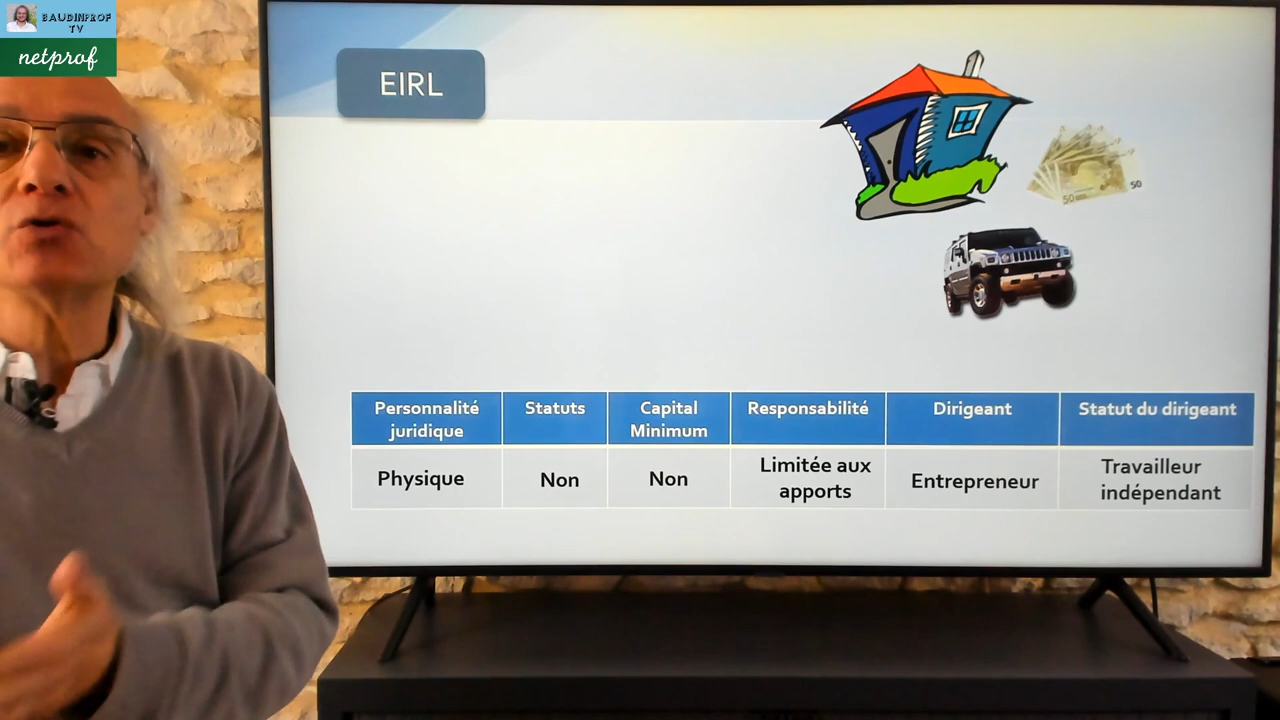 BAUDINPROF
TV
netprof
EIRL
50
50
Personnalité
juridique
Statuts
Capital
Minimum
Responsabilité
Dirigeant
Statut du dirigeant
Physique
Non
Non
Limitée aux
apports
Entrepreneur
Travailleur
indépendant